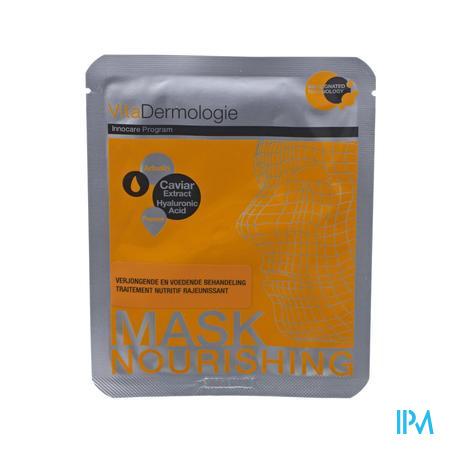 VitaDermologie
Innocare Program
Caviar
Extract
Hyaluronic
Acid
VERJONGENDE EN VOEDENDE BEHANDELING
TRAITEMENT NUTRITIF RAJEUNISSANT
MASK
NOURISHING
IPM